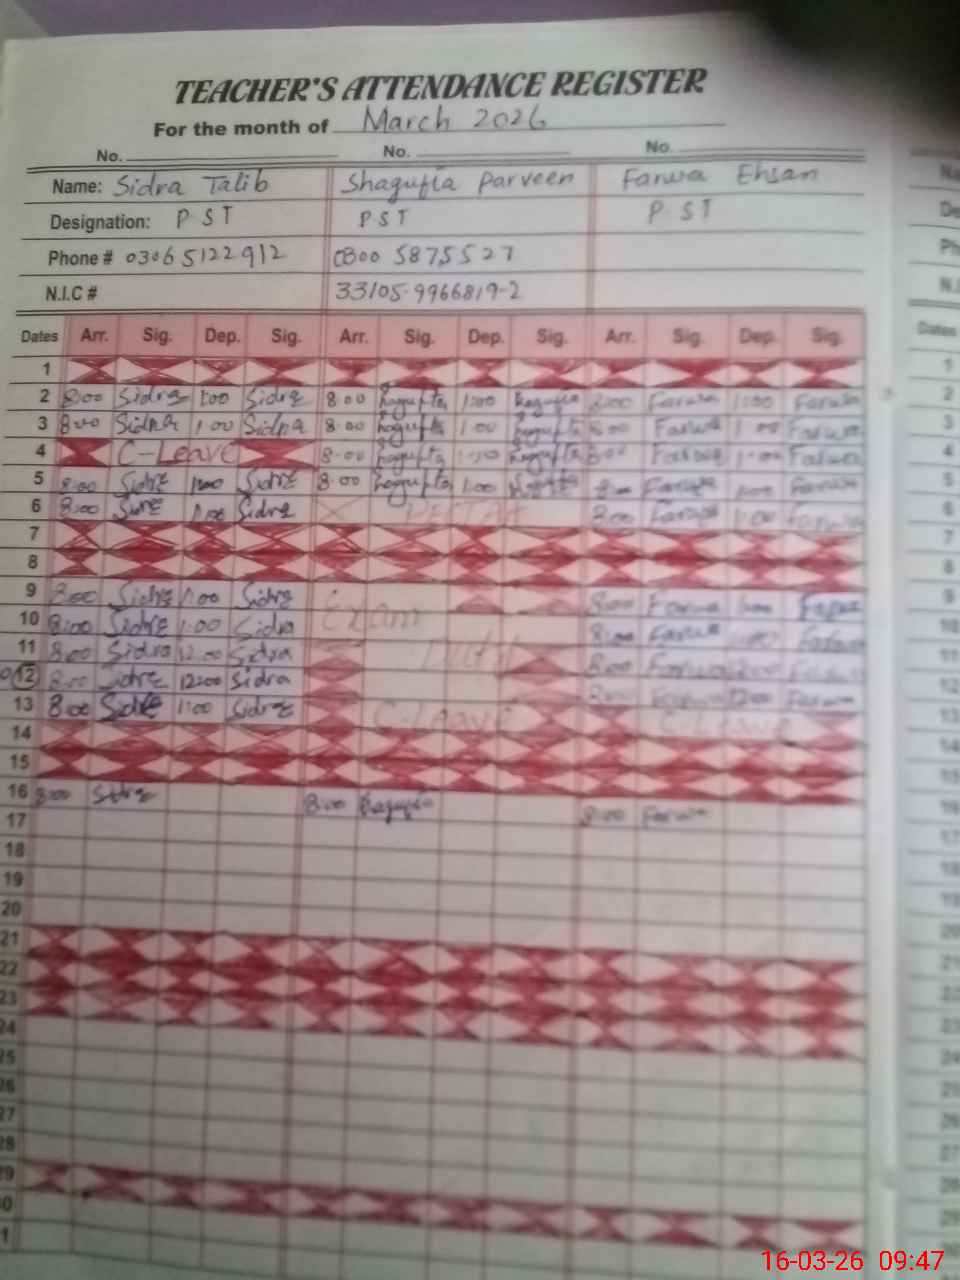 TEACHER'S ATTENDANCE REGISTER
For the month of March 2026
No. No. No.
Name: Sidra Talib Shagufta Parveen Farwa Ehsan
Designation: PST PST PST
Phone # 03065122912 0300 5875527
N.I.C # 33105-9966819-2
Dates Arr. Sig. Dep. Sig. Arr. Sig. Dep. Sig. Arr. Sig. Dep. Sig.
1
2 8:00 Sidra 1:00 Sidra 8:00 Shagufta 1:00 Shagufta 8:00 Farwa 1:00 Farwa
3 8:00 Sidra 1:00 Sidra 8:00 Shagufta 1:00 Shagufta 8:00 Farwa 1:00 Farwa
4 C-Leave 8:00 Shagufta 1:00 Shagufta 8:00 Farwa 1:00 Farwa
5 8:00 Sidra 1:00 Sidra 8:00 Shagufta 1:00 Shagufta 8:00 Farwa 1:00 Farwa
6 8:00 Sidra 1:00 Sidra 8:00 Farwa 1:00 Farwa
7
8
9 8:00 Sidra 1:00 Sidra 8:00 Farwa 1:00 Farwa
10 8:00 Sidra 1:00 Sidra Exam 8:00 Farwa 1:00 Farwa
11 8:00 Sidra 12:00 Sidra Duty 8:00 Farwa 12:00 Farwa
12 8:00 Sidra 12:00 Sidra 8:00 Farwa 12:00 Farwa
13 8:00 Sidra 1:00 Sidra C-Leave C-Leave
14
15
16 8:00 Sidra 8:00 Shagufta 8:00 Farwa
17
18
19
20
21
22
23
24
25
26
27
28
29
30
31
16-03-26 09:47